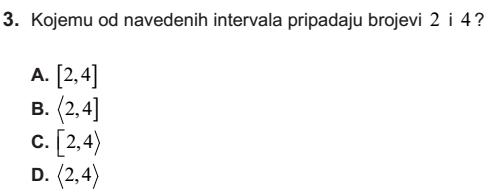 3. Kojemu od navedenih intervala pripadaju brojevi 2 i 4?
A. [2,4]
B. ⟨2,4]
C. [2,4⟩
D. ⟨2,4⟩